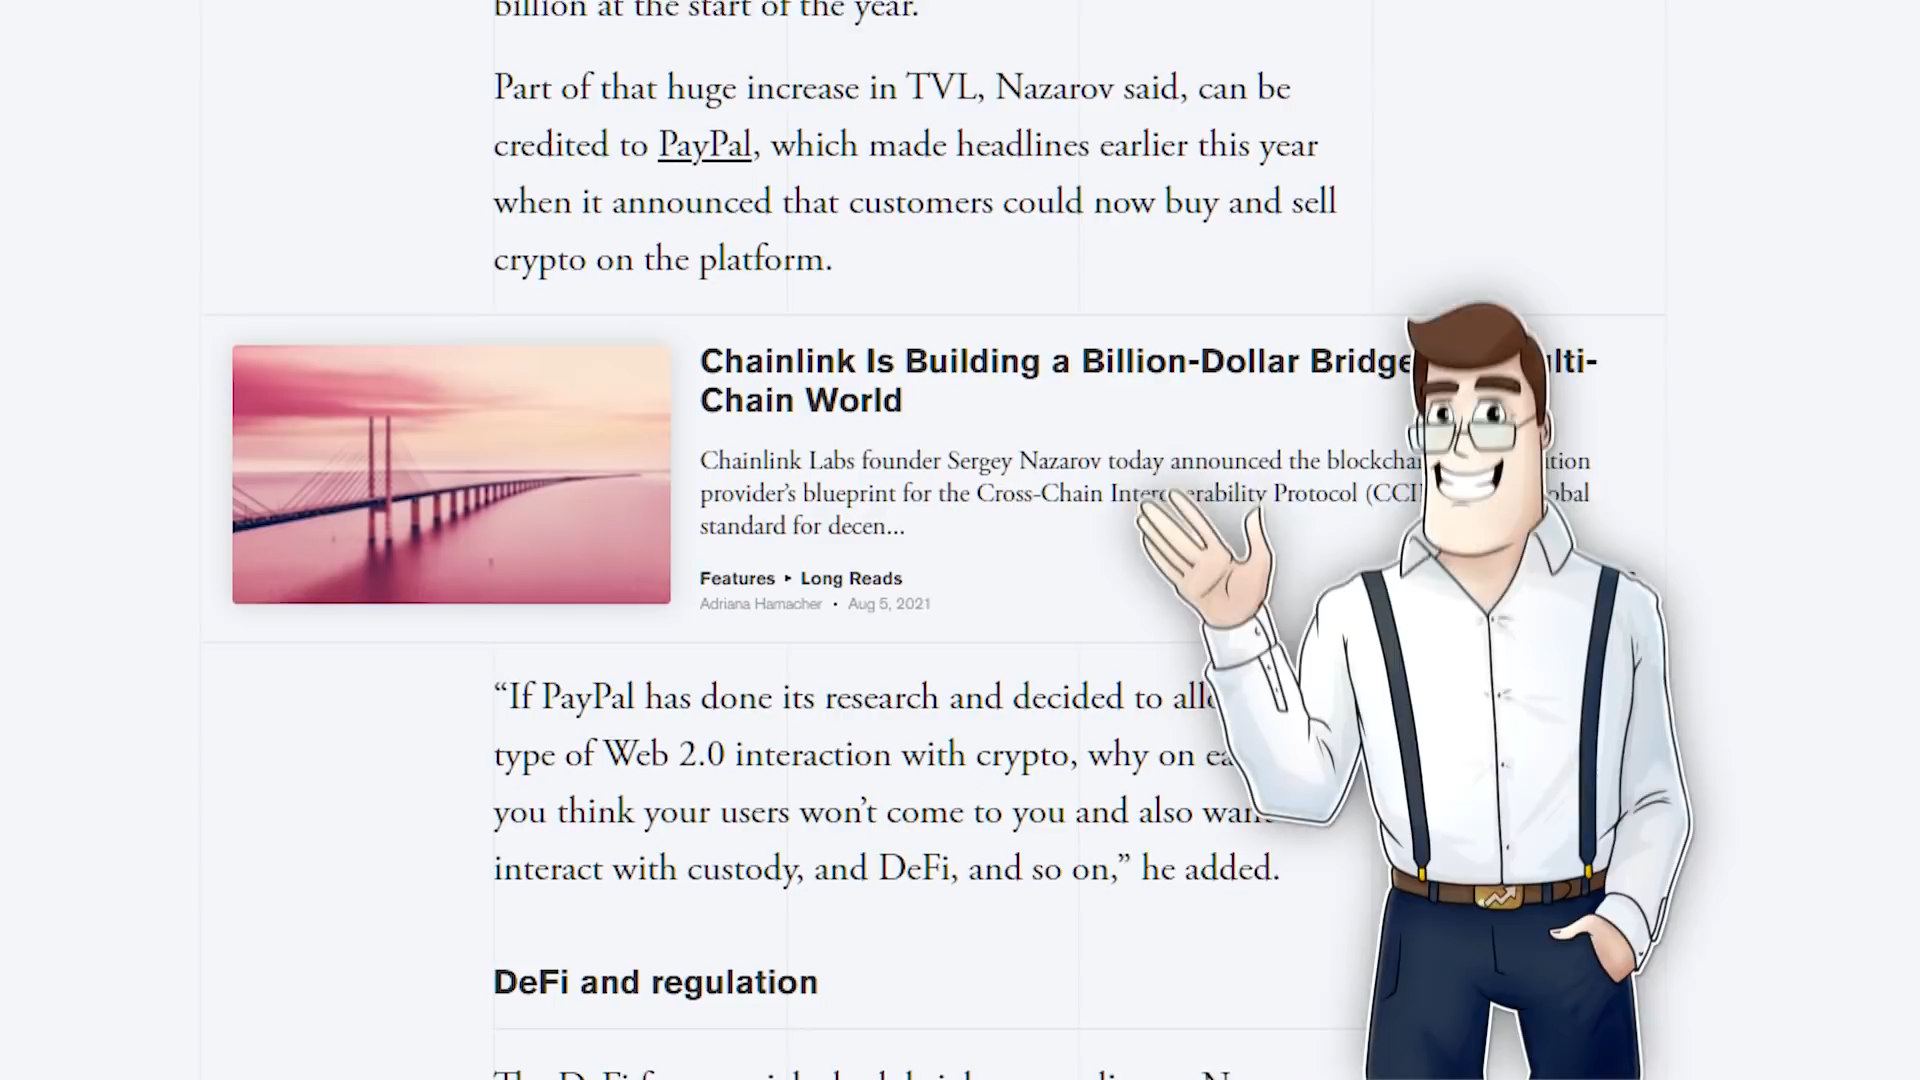 billion at the start of the year.
Part of that huge increase in TVL, Nazarov said, can be
credited to PayPal, which made headlines earlier this year
when it announced that customers could now buy and sell
crypto on the platform.
Chainlink Is Building a Billion-Dollar Bridge
Chain World
Chainlink Labs founder Sergey Nazarov today announced the
provider's blueprint for the Cross-Chain Protocol
standard for decen...
Features ▸ Long Reads
Adriana Hamacher • Aug 5, 2021
“If PayPal has done its research and decided to
type of Web 2.0 interaction with crypto, why on
you think your users won’t come to you and also
interact with custody, and DeFi, and so on,” he added.
DeFi and regulation